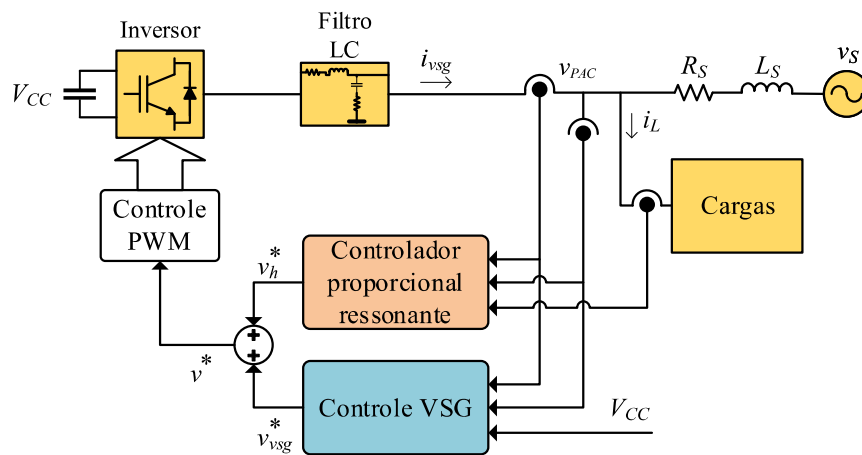 Inversor
Filtro
LC
i_vsg
v_PAC
R_S
L_S
v_S
V_CC
i_L
Cargas
Controle
PWM
v_h^*
Controlador
proporcional
ressonante
+
+
v^*
v_vsg^*
Controle VSG
V_CC